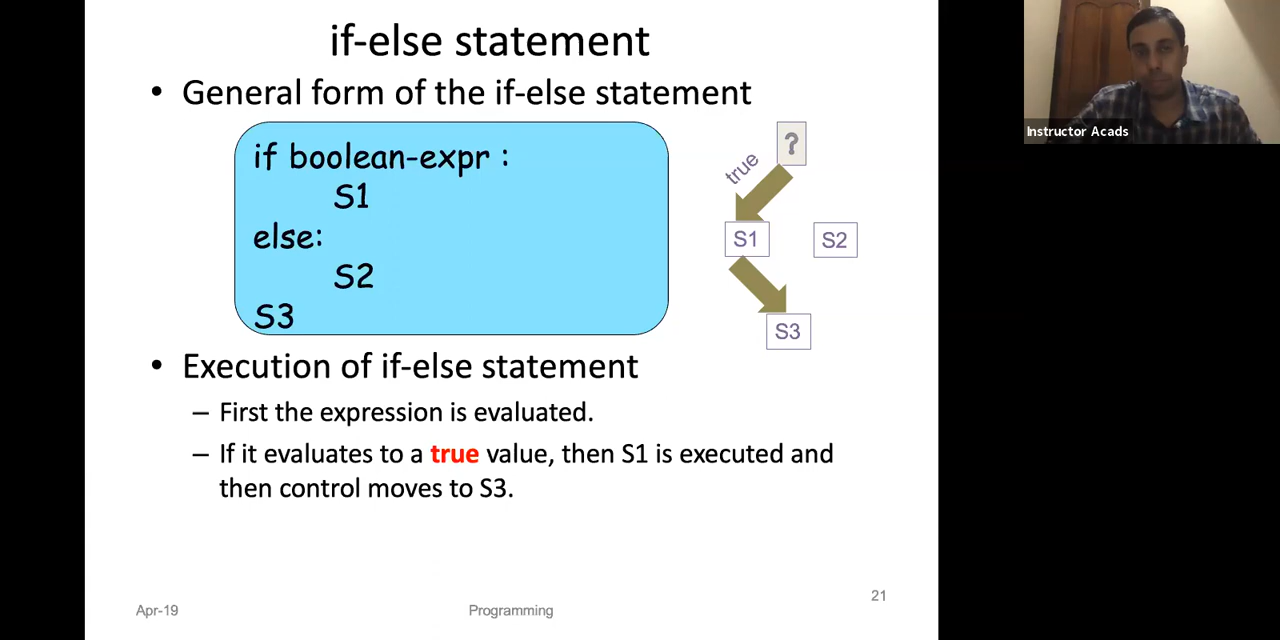 if-else statement
• General form of the if-else statement
if boolean-expr :
S1
else:
S2
S3
?
true
S1
S2
S3
• Execution of if-else statement
– First the expression is evaluated.
– If it evaluates to a true value, then S1 is executed and
then control moves to S3.
Apr-19
Programming
21
Instructor Acads